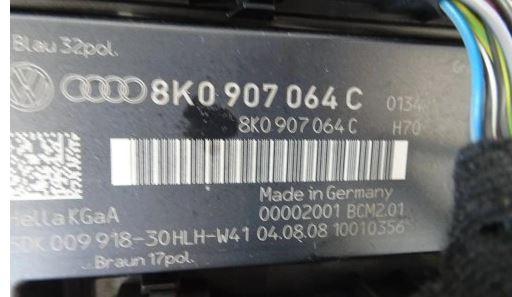 Blau 32pol.
8K0 907 064 C 0134
8K0 907 064 C H70
Made in Germany
Hella KGaA 00002001 BCM2.01
5DK 009 918-30 HLH-W41 04.08.08 10010356
Braun 17pol.